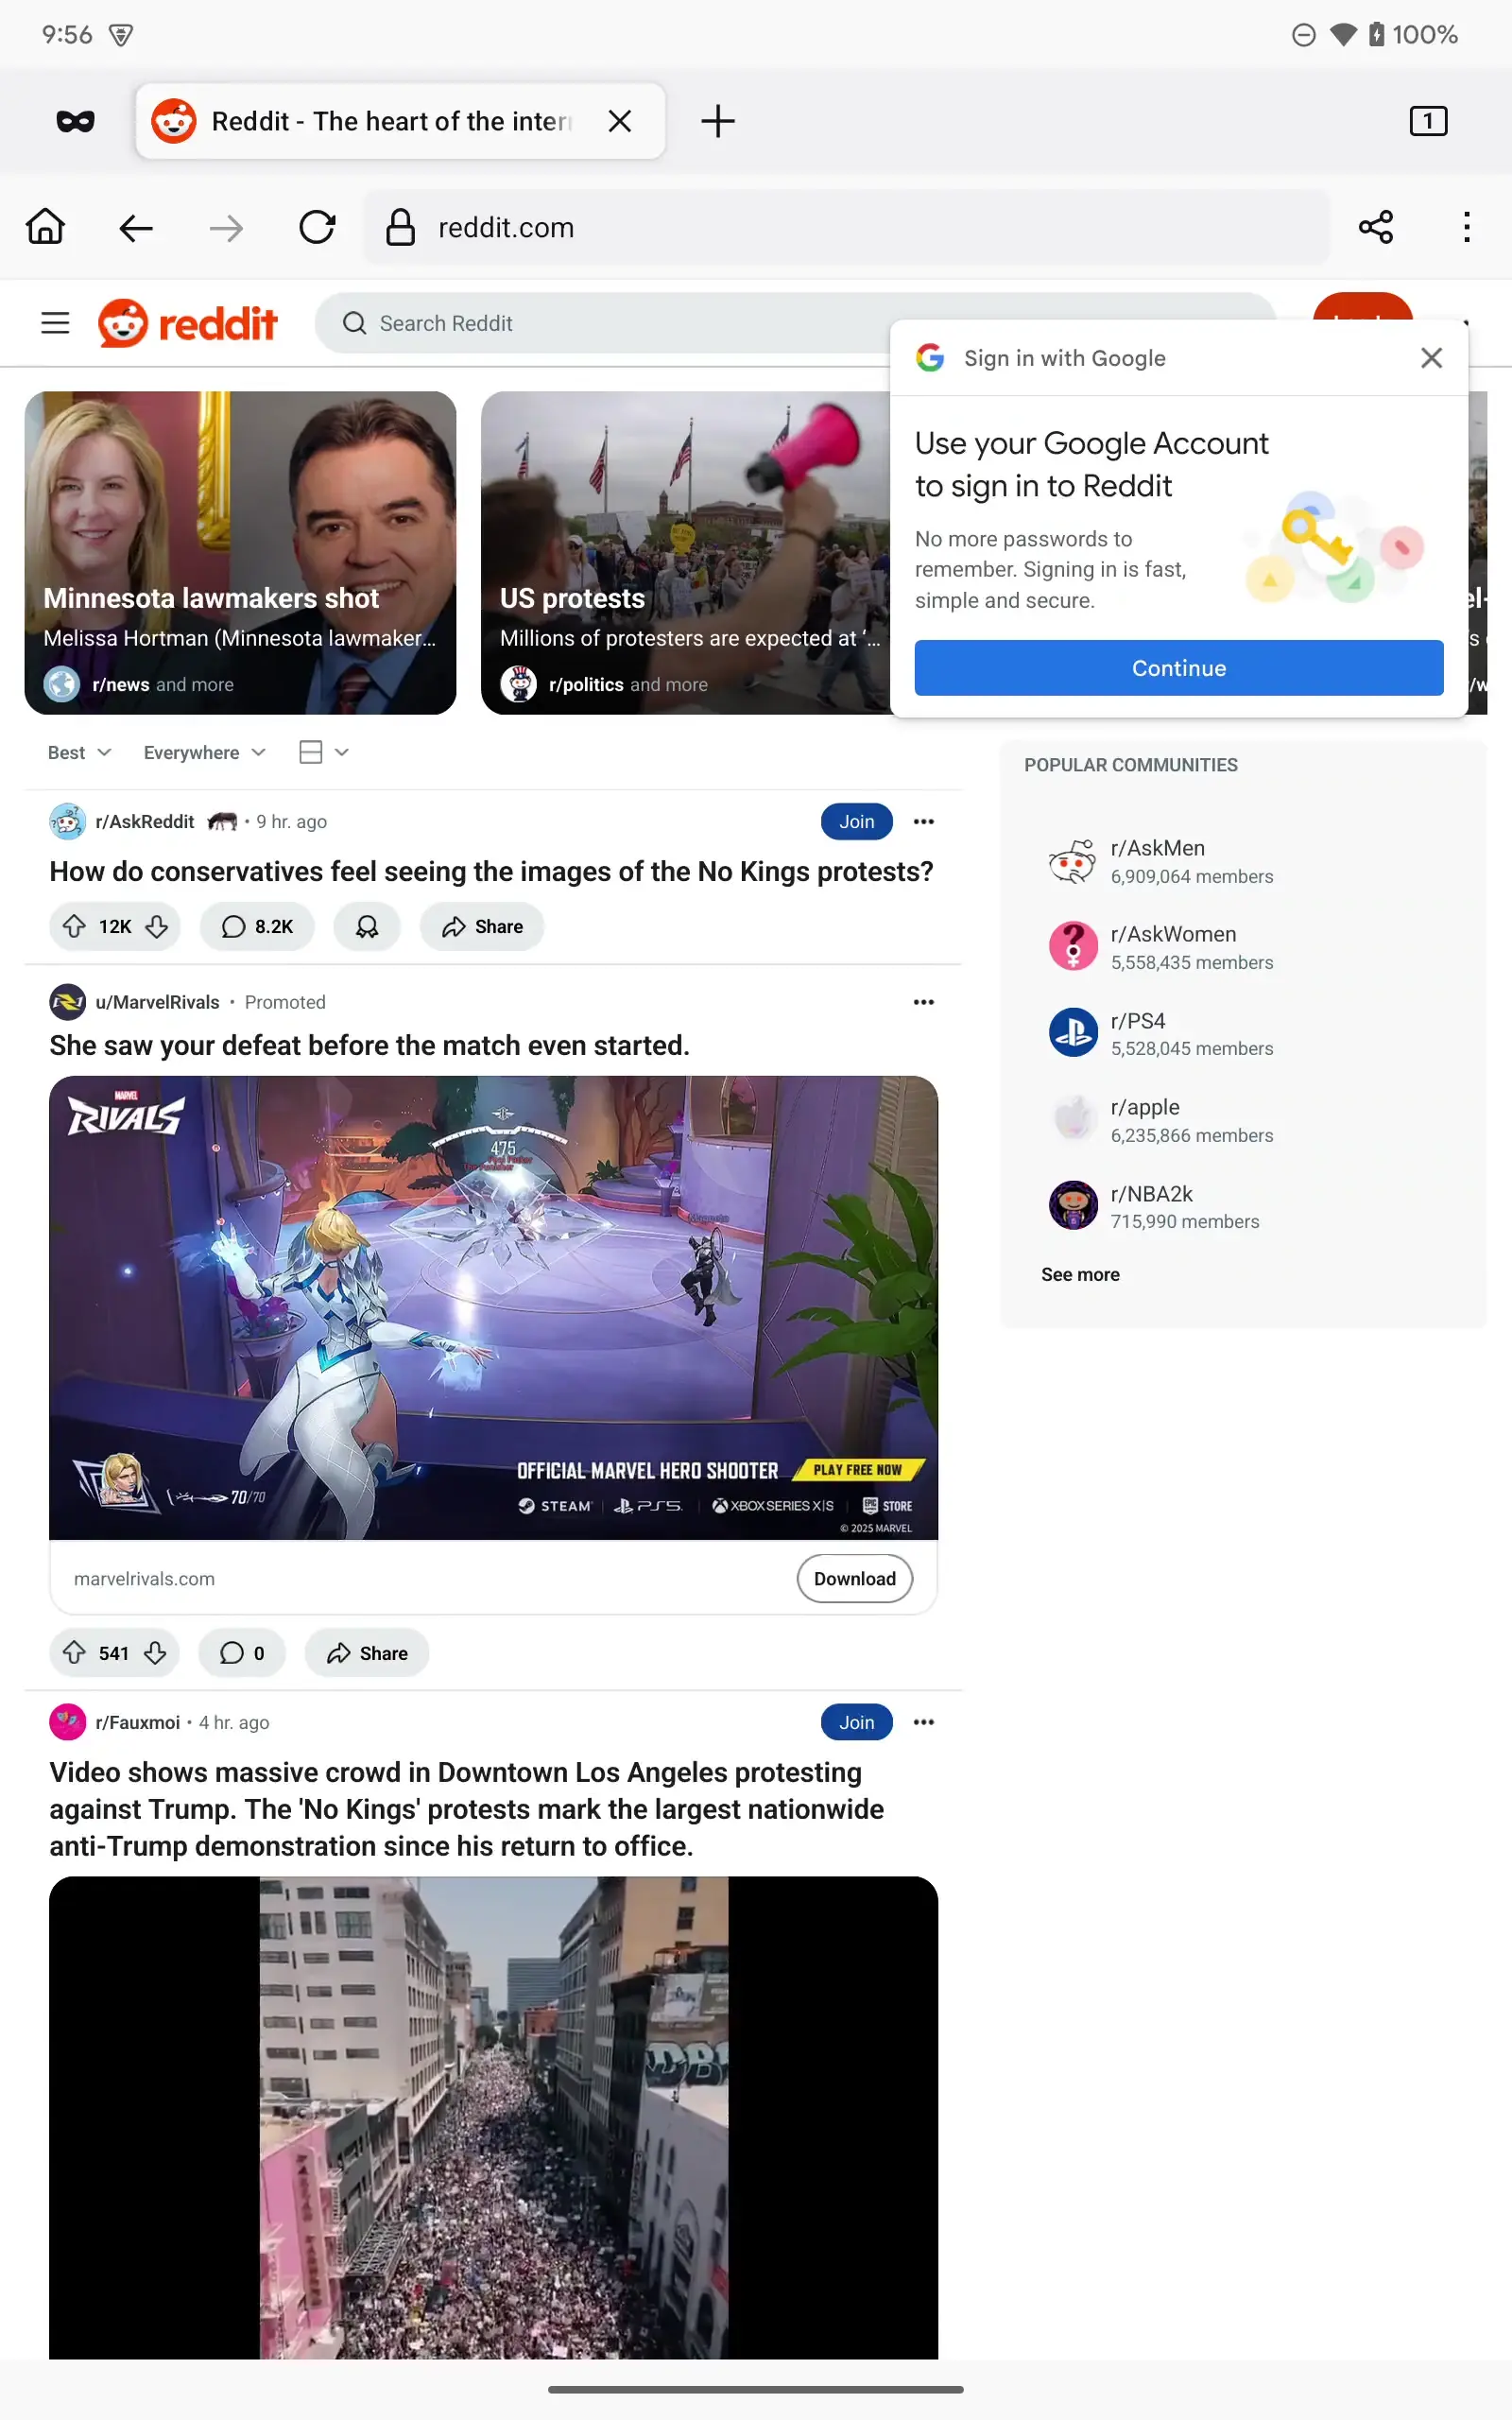 9:56
100%
Reddit - The heart of the inter
1
reddit.com
reddit
Search Reddit
Sign in with Google
Use your Google Account
to sign in to Reddit
No more passwords to
remember. Signing in is fast,
simple and secure.
Continue
Minnesota lawmakers shot
Melissa Hortman (Minnesota lawmaker...
r/news and more
US protests
Millions of protesters are expected at ‘...
r/politics and more
Best
Everywhere
POPULAR COMMUNITIES
r/AskMen
6,909,064 members
r/AskWomen
5,558,435 members
r/PS4
5,528,045 members
r/apple
6,235,866 members
r/NBA2k
715,990 members
See more
r/AskReddit • 9 hr. ago
Join
How do conservatives feel seeing the images of the No Kings protests?
12K
8.2K
Share
u/MarvelRivals • Promoted
She saw your defeat before the match even started.
MARVEL
RIVALS
475
The Punisher
Magneto
70/70
OFFICIAL MARVEL HERO SHOOTER
PLAY FREE NOW
STEAM
PS5
XBOX SERIES X|S
EPIC STORE
© 2025 MARVEL
marvelrivals.com
Download
541
0
Share
r/Fauxmoi • 4 hr. ago
Join
Video shows massive crowd in Downtown Los Angeles protesting
against Trump. The 'No Kings' protests mark the largest nationwide
anti-Trump demonstration since his return to office.